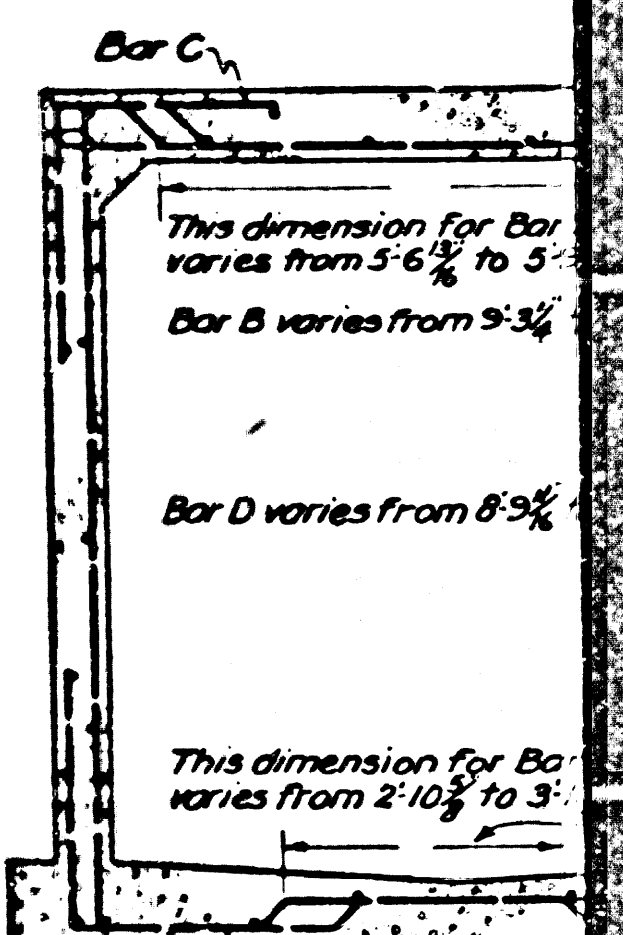 Bar C
This dimension for Bar
varies from 5'-6 13/16" to 5'-
Bar B varies from 9'-3 1/4"
Bar D varies from 8'-9 11/16"
This dimension for Ba
varies from 2'-10 5/8" to 3'-